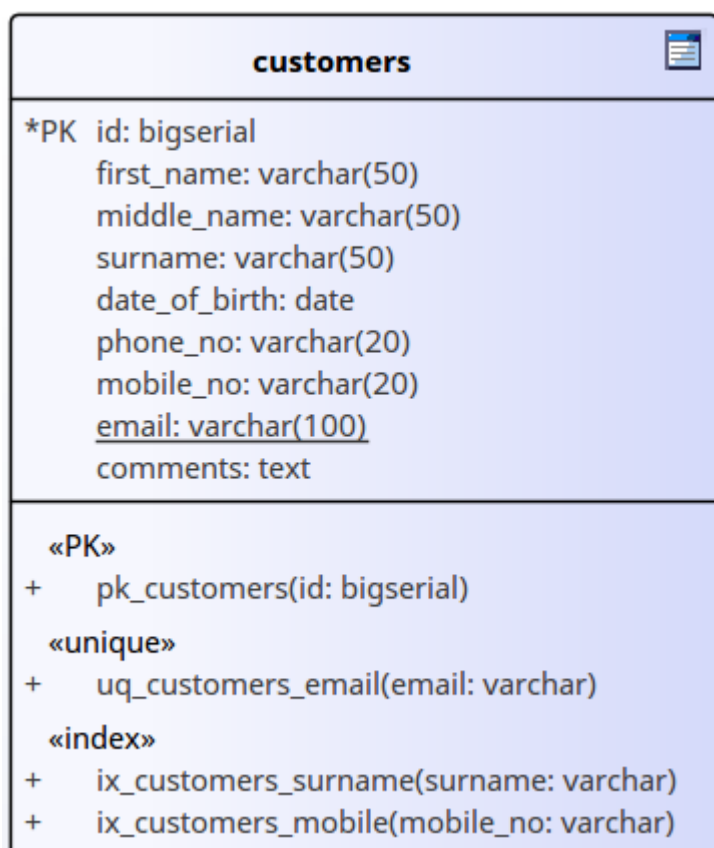 customers
*PK id: bigserial
first_name: varchar(50)
middle_name: varchar(50)
surname: varchar(50)
date_of_birth: date
phone_no: varchar(20)
mobile_no: varchar(20)
email: varchar(100)
comments: text
«PK»
+ pk_customers(id: bigserial)
«unique»
+ uq_customers_email(email: varchar)
«index»
+ ix_customers_surname(surname: varchar)
+ ix_customers_mobile(mobile_no: varchar)